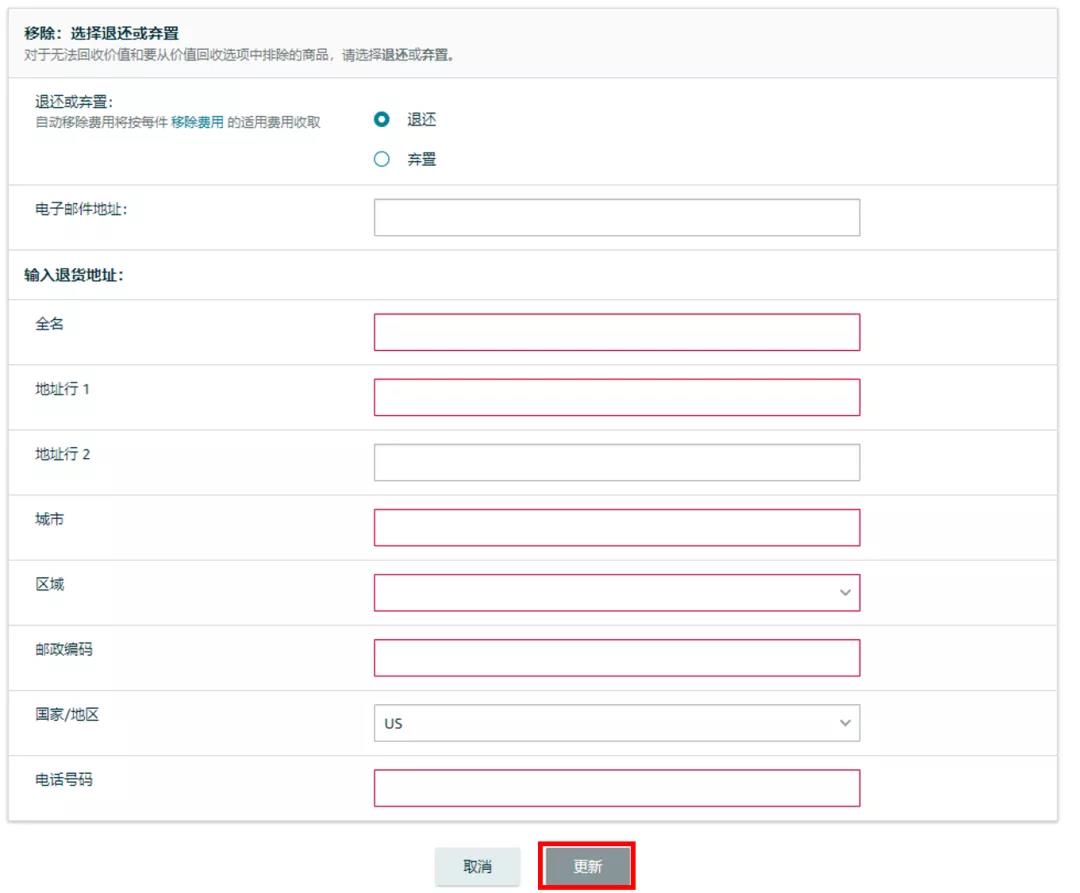 移除：选择退还或弃置
对于无法回收价值和要从价值回收选项中排除的商品，请选择退还或弃置。
退还或弃置：
自动移除费用将按每件 移除费用 的适用费用收取
退还
弃置
电子邮件地址：
输入退货地址：
全名
地址行 1
地址行 2
城市
区域
邮政编码
国家/地区
US
电话号码
取消
更新